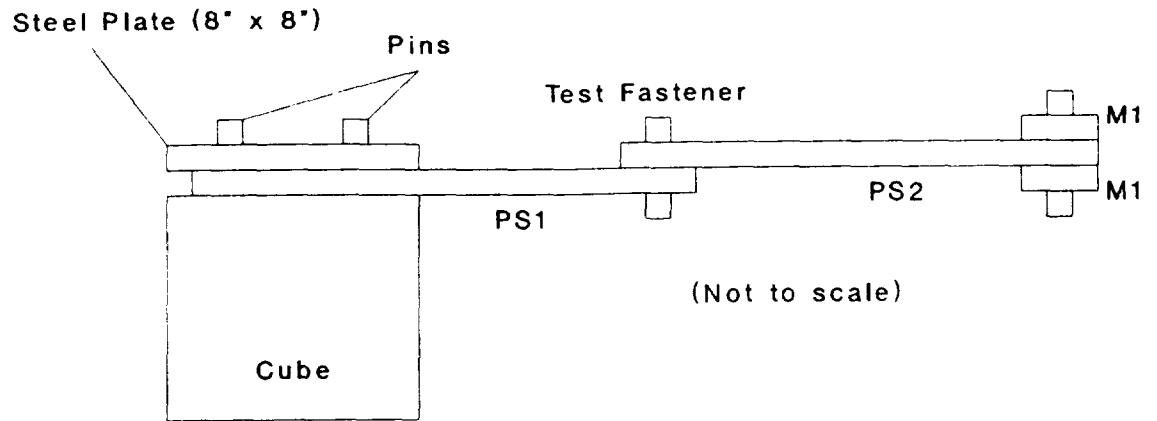 Steel Plate (8" x 8")
Pins
Test Fastener
M1
M1
PS1
PS2
(Not to scale)
Cube